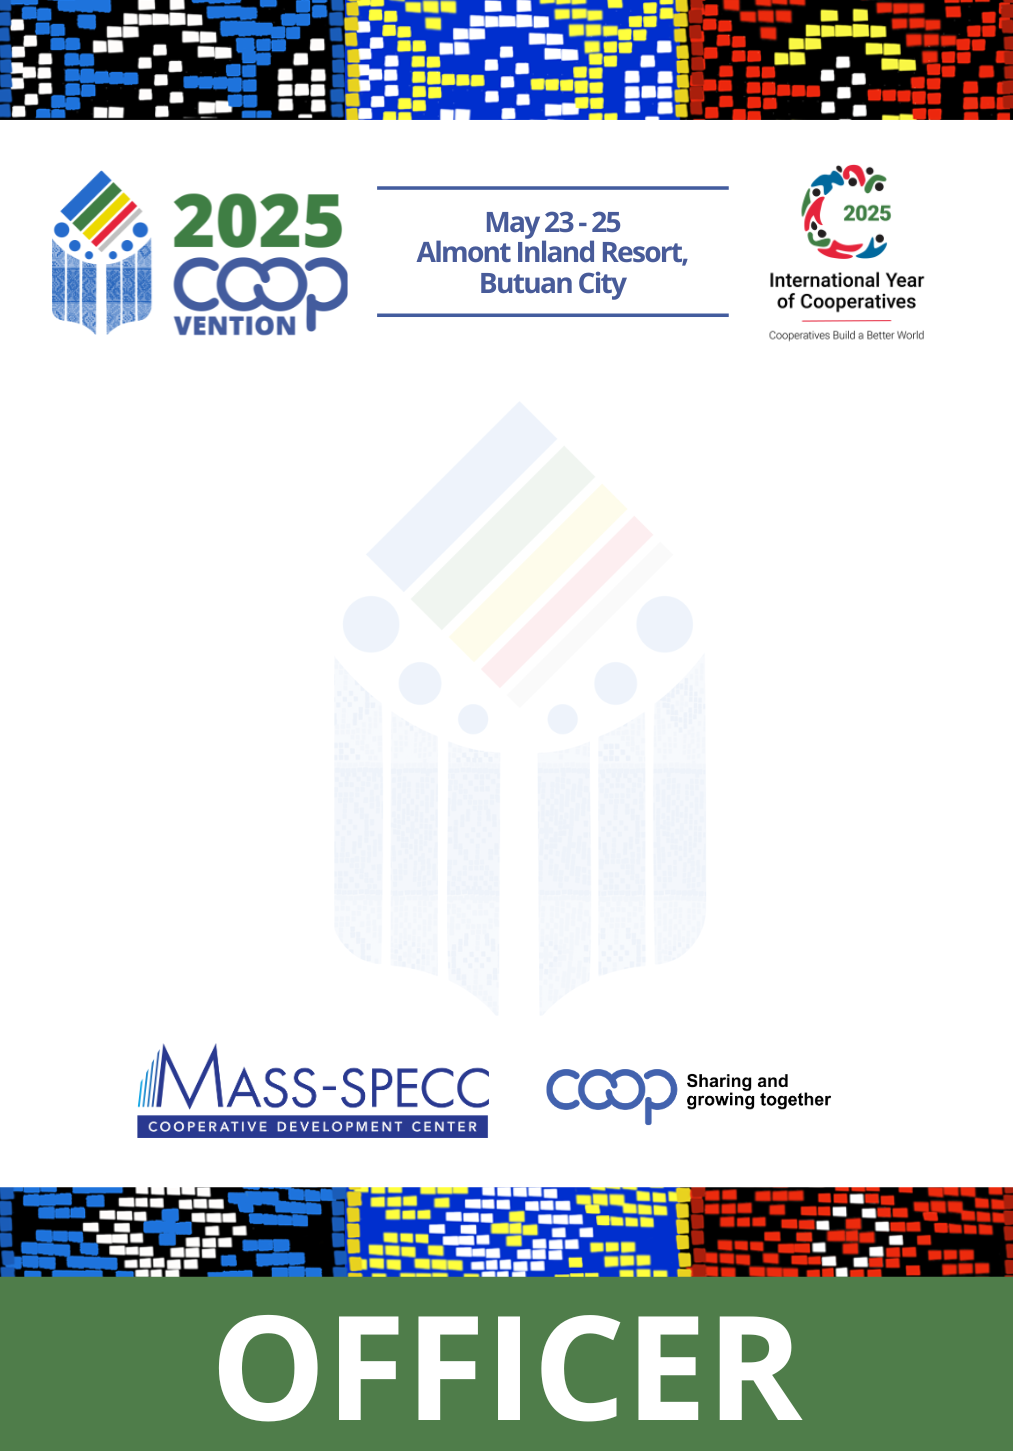 2025
coop
VENTION
May 23 - 25
Almont Inland Resort,
Butuan City
2025
International Year
of Cooperatives
Cooperatives Build a Better World
MASS-SPECC
COOPERATIVE DEVELOPMENT CENTER
coop
Sharing and
growing together
OFFICER